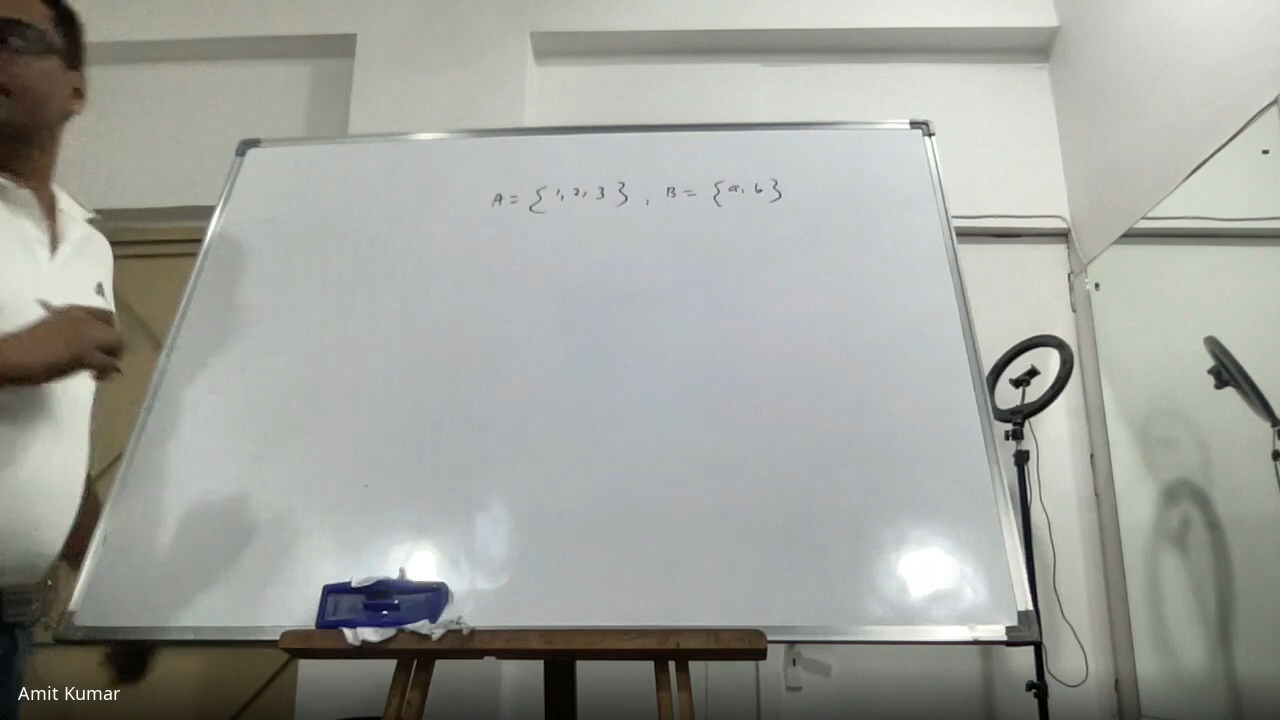 A = { 1, 2, 3 } , B = { a, b }
Amit Kumar